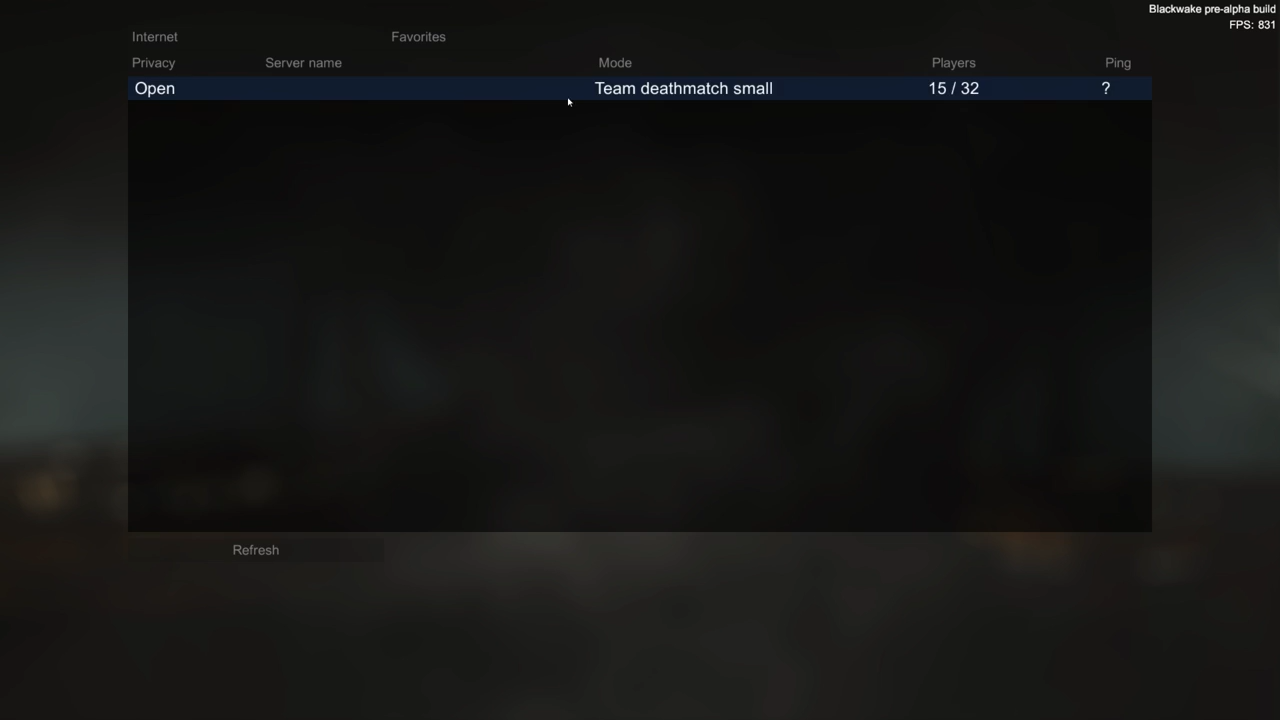 Blackwake pre-alpha build
FPS: 831
Internet Favorites
Privacy Server name Mode Players Ping
Open Team deathmatch small 15 / 32 ?
Refresh